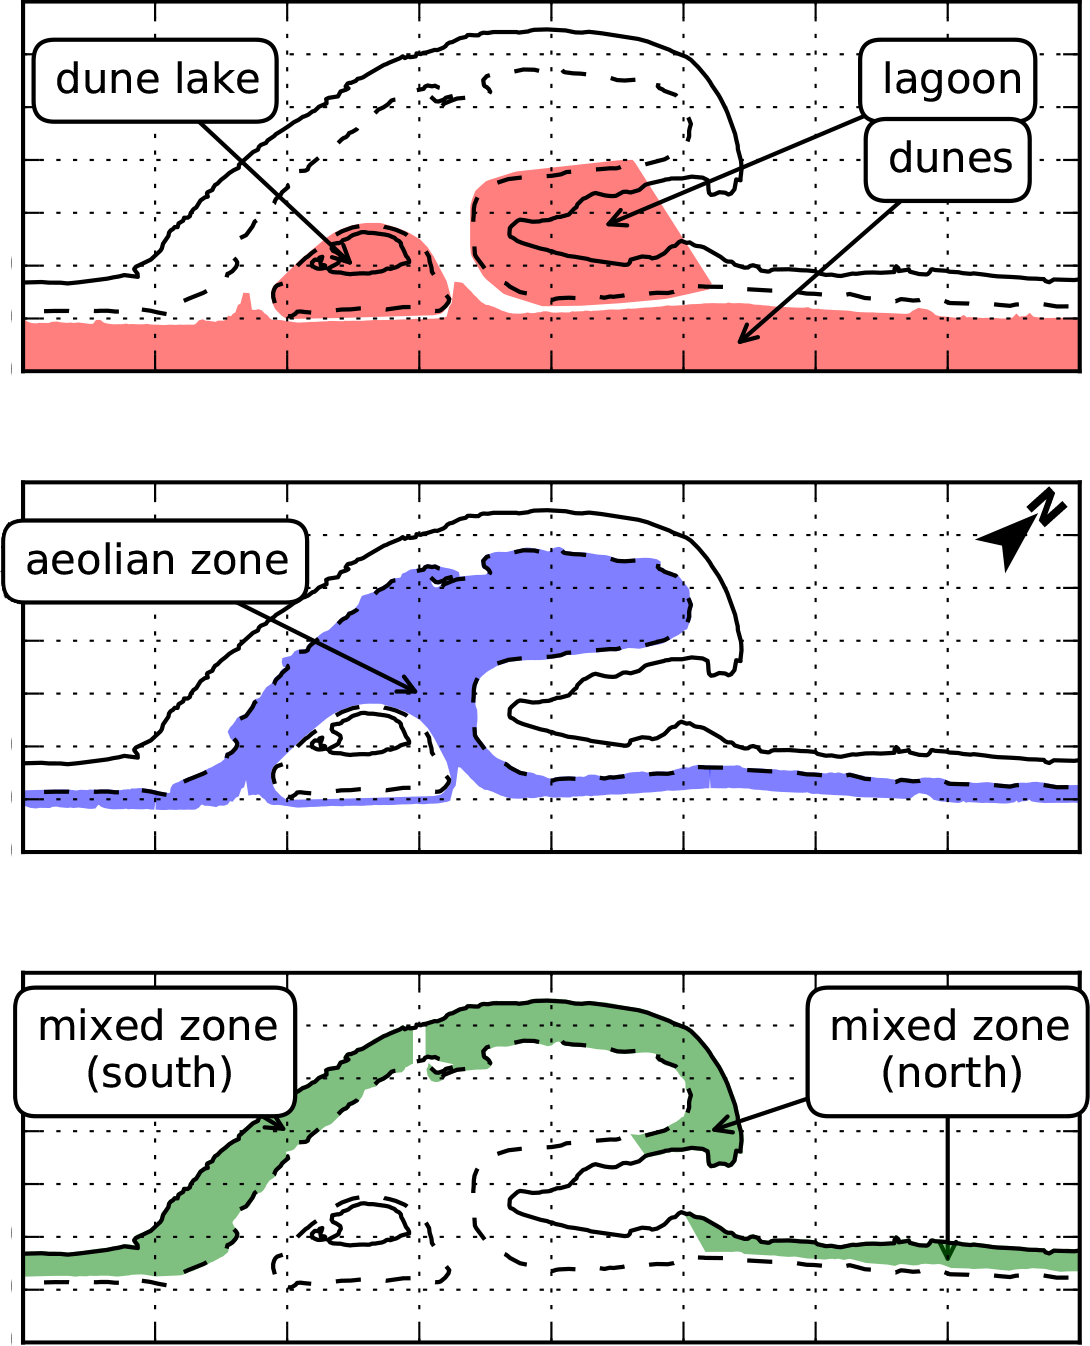 dune lake
lagoon
dunes
N
aeolian zone
mixed zone
(south)
mixed zone
(north)